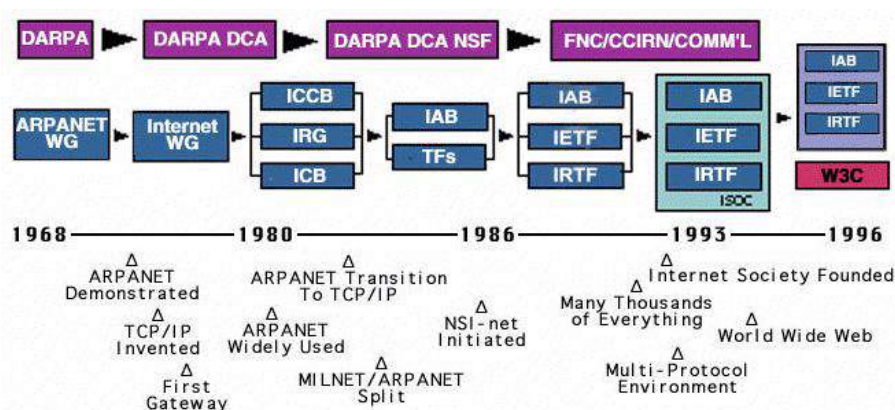 DARPA
DARPA DCA
DARPA DCA NSF
FNC/CCIRN/COMM'L
ARPANET
WG
Internet
WG
ICCB
IRG
ICB
IAB
TFs
IAB
IETF
IRTF
IAB
IETF
IRTF
ISOC
IAB
IETF
IRTF
W3C
1968
1980
1986
1993
1996
ARPANET
Demonstrated
ARPANET Transition
To TCP/IP
Internet Society Founded
TCP/IP
Invented
ARPANET
Widely Used
NSI-net
Initiated
Many Thousands
of Everything
World Wide Web
First
Gateway
MILNET/ARPANET
Split
Multi-Protocol
Environment